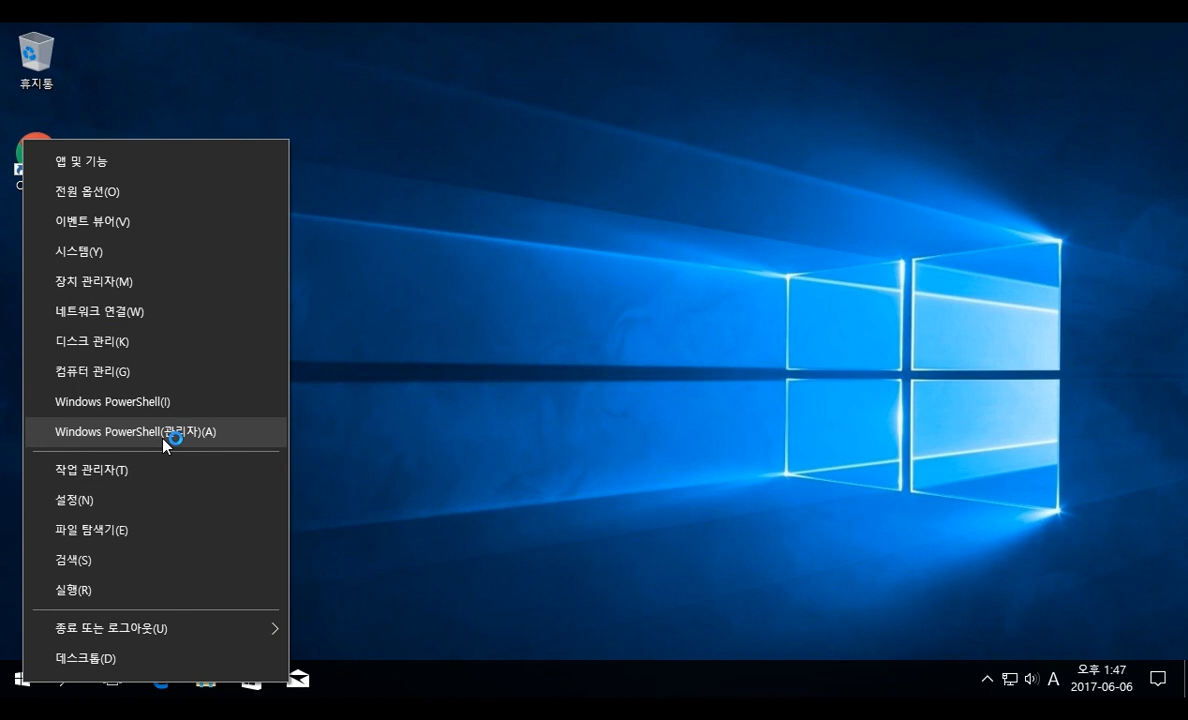 휴지통
앱 및 기능
전원 옵션(O)
이벤트 뷰어(V)
시스템(Y)
장치 관리자(M)
네트워크 연결(W)
디스크 관리(K)
컴퓨터 관리(G)
Windows PowerShell(I)
Windows PowerShell(관리자)(A)
작업 관리자(T)
설정(N)
파일 탐색기(E)
검색(S)
실행(R)
종료 또는 로그아웃(U)
데스크톱(D)
A
오후 1:47
2017-06-06